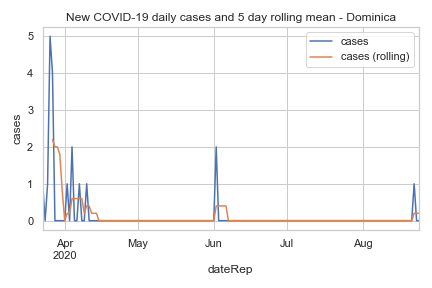 New COVID-19 daily cases and 5 day rolling mean - Dominica
cases
cases (rolling)
cases
5
4
3
2
1
0
Apr
2020
May
Jun
Jul
Aug
dateRep